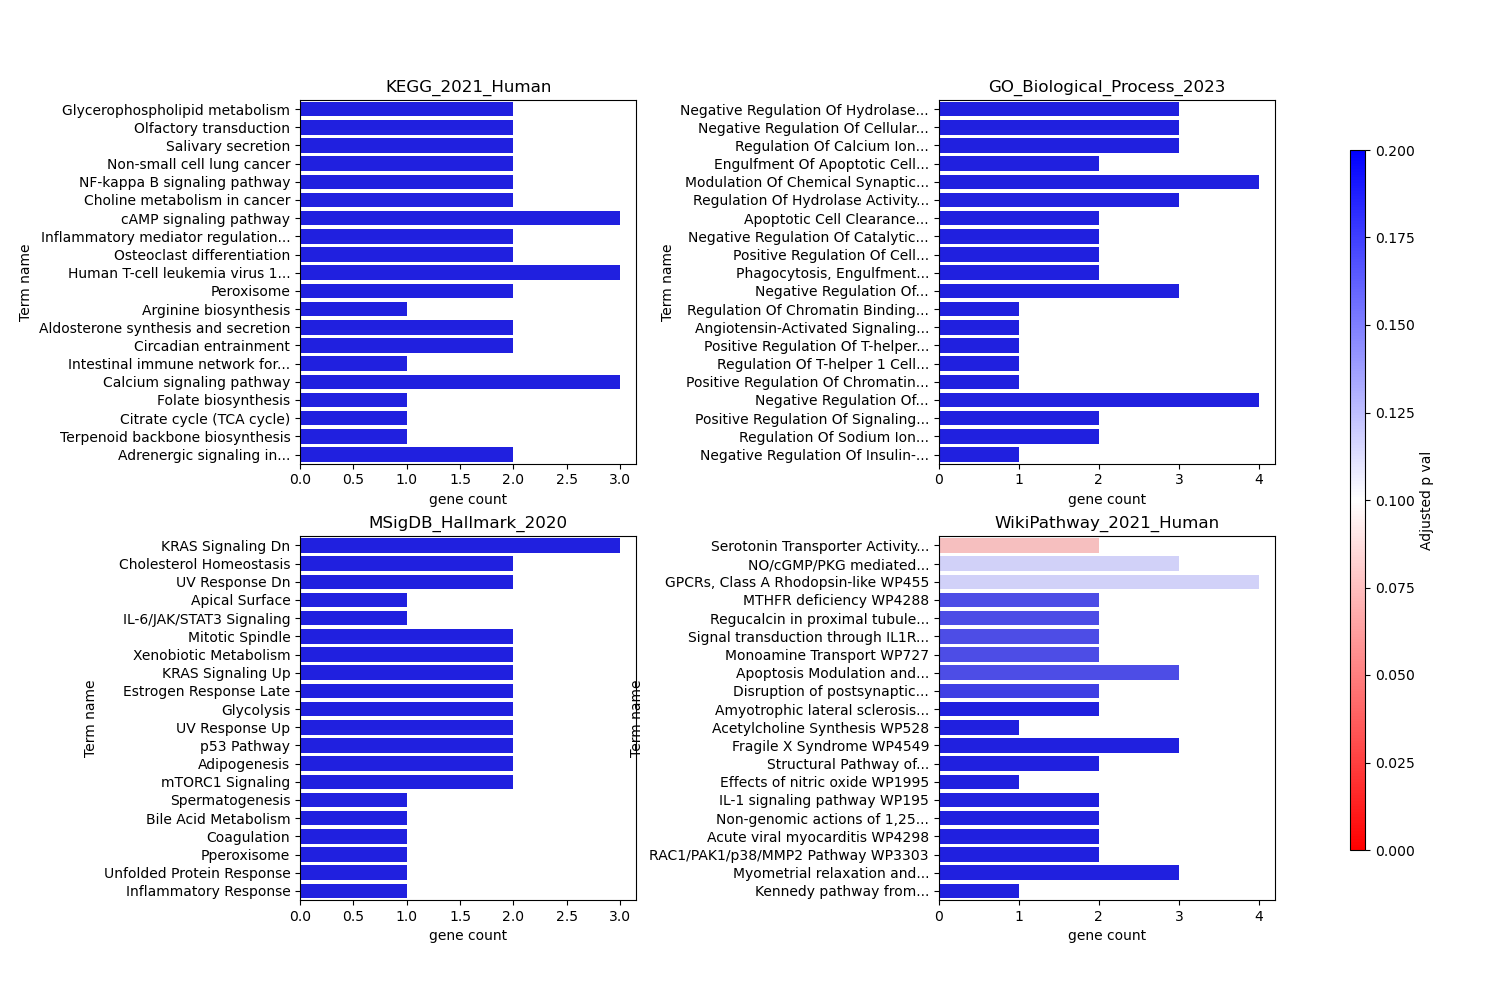 KEGG_2021_Human
Glycerophospholipid metabolism
Olfactory transduction
Salivary secretion
Non-small cell lung cancer
NF-kappa B signaling pathway
Choline metabolism in cancer
cAMP signaling pathway
Inflammatory mediator regulation...
Osteoclast differentiation
Human T-cell leukemia virus 1...
Peroxisome
Arginine biosynthesis
Aldosterone synthesis and secretion
Circadian entrainment
Intestinal immune network for...
Calcium signaling pathway
Folate biosynthesis
Citrate cycle (TCA cycle)
Terpenoid backbone biosynthesis
Adrenergic signaling in...
Term name
0.0 0.5 1.0 1.5 2.0 2.5 3.0
gene count
GO_Biological_Process_2023
Negative Regulation Of Hydrolase...
Negative Regulation Of Cellular...
Regulation Of Calcium Ion...
Engulfment Of Apoptotic Cell...
Modulation Of Chemical Synaptic...
Regulation Of Hydrolase Activity...
Apoptotic Cell Clearance...
Negative Regulation Of Catalytic...
Positive Regulation Of Cell...
Phagocytosis, Engulfment...
Negative Regulation Of...
Regulation Of Chromatin Binding...
Angiotensin-Activated Signaling...
Positive Regulation Of T-helper...
Regulation Of T-helper 1 Cell...
Positive Regulation Of Chromatin...
Negative Regulation Of...
Positive Regulation Of Signaling...
Regulation Of Sodium Ion...
Negative Regulation Of Insulin-...
Term name
0 1 2 3 4
gene count
MSigDB_Hallmark_2020
KRAS Signaling Dn
Cholesterol Homeostasis
UV Response Dn
Apical Surface
IL-6/JAK/STAT3 Signaling
Mitotic Spindle
Xenobiotic Metabolism
KRAS Signaling Up
Estrogen Response Late
Glycolysis
UV Response Up
p53 Pathway
Adipogenesis
mTORC1 Signaling
Spermatogenesis
Bile Acid Metabolism
Coagulation
Pperoxisome
Unfolded Protein Response
Inflammatory Response
Term name
0.0 0.5 1.0 1.5 2.0 2.5 3.0
gene count
WikiPathway_2021_Human
Serotonin Transporter Activity...
NO/cGMP/PKG mediated...
GPCRs, Class A Rhodopsin-like WP455
MTHFR deficiency WP4288
Regucalcin in proximal tubule...
Signal transduction through IL1R...
Monoamine Transport WP727
Apoptosis Modulation and...
Disruption of postsynaptic...
Amyotrophic lateral sclerosis...
Acetylcholine Synthesis WP528
Fragile X Syndrome WP4549
Structural Pathway of...
Effects of nitric oxide WP1995
IL-1 signaling pathway WP195
Non-genomic actions of 1,25...
Acute viral myocarditis WP4298
RAC1/PAK1/p38/MMP2 Pathway WP3303
Myometrial relaxation and...
Kennedy pathway from...
Term name
0 1 2 3 4
gene count
0.200
0.175
0.150
0.125
0.100
0.075
0.050
0.025
0.000
Adjusted p val